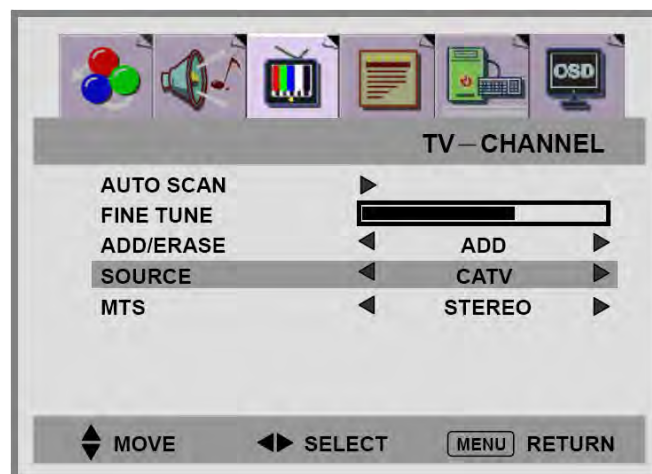 OSD
TV—CHANNEL
AUTO SCAN
FINE TUNE
ADD/ERASE ADD
SOURCE CATV
MTS STEREO
MOVE SELECT MENU RETURN